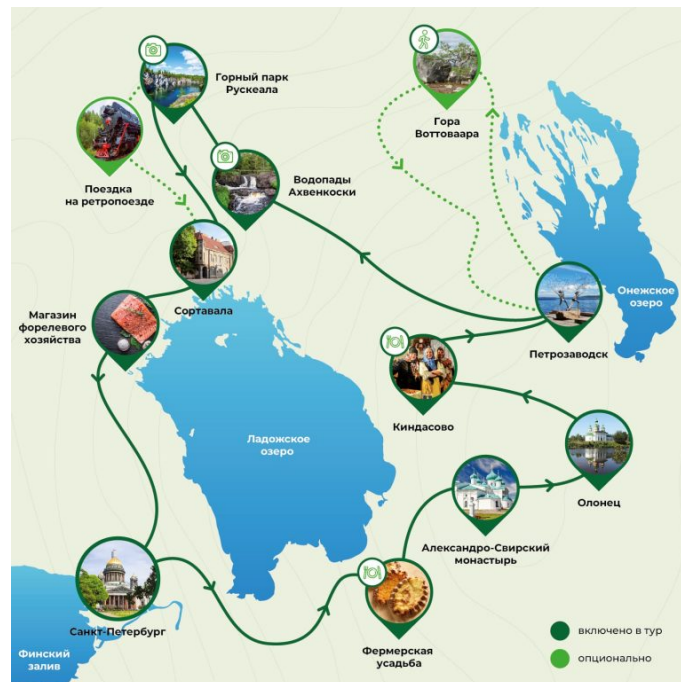 Горный парк
Рускеала
Гора
Воттоваара
Водопады
Ахвенкоски
Поездка
на ретропоезде
Онежское
озеро
Магазин
форелевого
хозяйства
Сортавала
Петрозаводск
Киндасово
Ладожское
озеро
Олонец
Александро-Свирский
монастырь
Санкт-Петербург
Финский
залив
Фермерская
усадьба
включено в тур
опционально